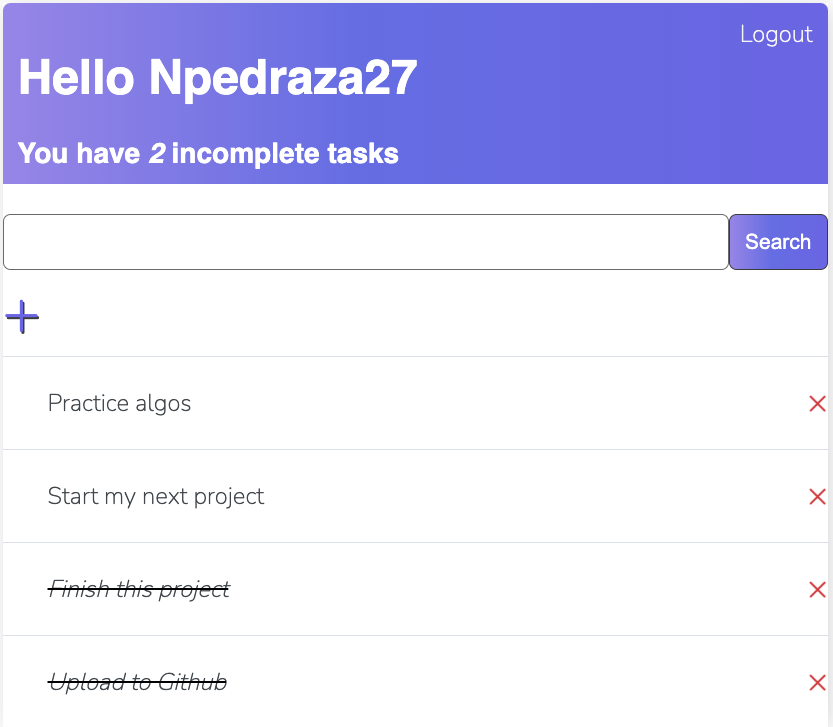 Logout
Hello Npedraza27
You have 2 incomplete tasks
Search
Practice algos
Start my next project
Finish this project
Upload to Github